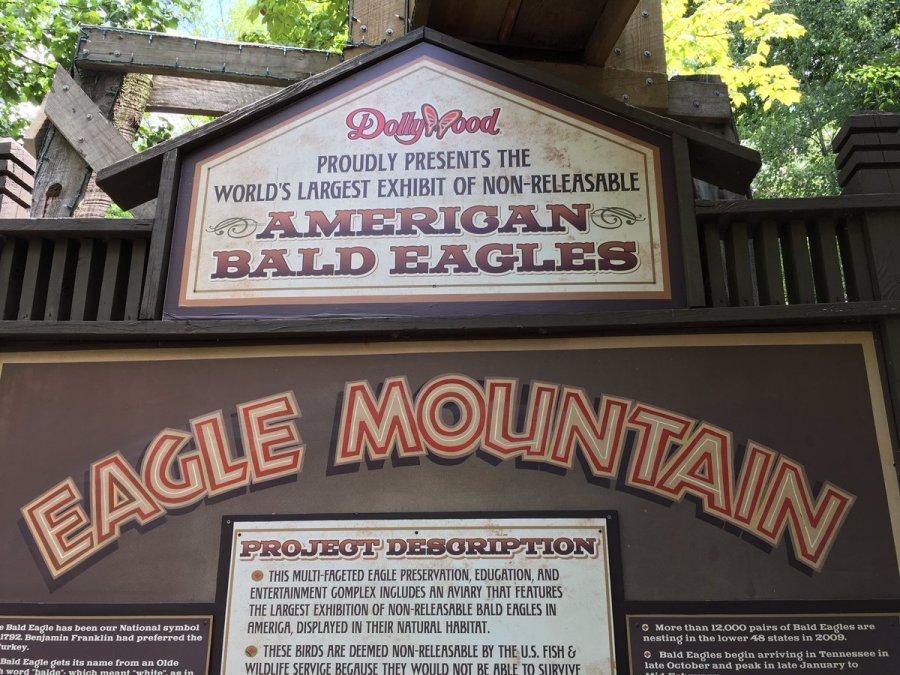 Dollywood
PROUDLY PRESENTS THE
WORLD'S LARGEST EXHIBIT OF NON-RELEASABLE
AMERICAN
BALD EAGLES
EAGLE MOUNTAIN
PROJECT DESCRIPTION
THIS MULTI-FACETED EAGLE PRESERVATION, EDUCATION, AND
ENTERTAINMENT COMPLEX INCLUDES AN AVIARY THAT FEATURES
THE LARGEST EXHIBITION OF NON-RELEASABLE BALD EAGLES IN
AMERICA, DISPLAYED IN THEIR NATURAL HABITAT.
THESE BIRDS ARE DEEMED NON-RELEASABLE BY THE U.S. FISH &
WILDLIFE SERVICE BECAUSE THEY WOULD NOT BE ABLE TO SURVIVE
Bald Eagle has been our National symbol
1792. Benjamin Franklin had preferred the
Bald Eagle gets its name from an Olde
word "balde"- which meant "white", as in
More than 12,000 pairs of Bald Eagles are
nesting in the lower 48 states in 2009.
Bald Eagles begin arriving in Tennessee in
late October and peak in late January to